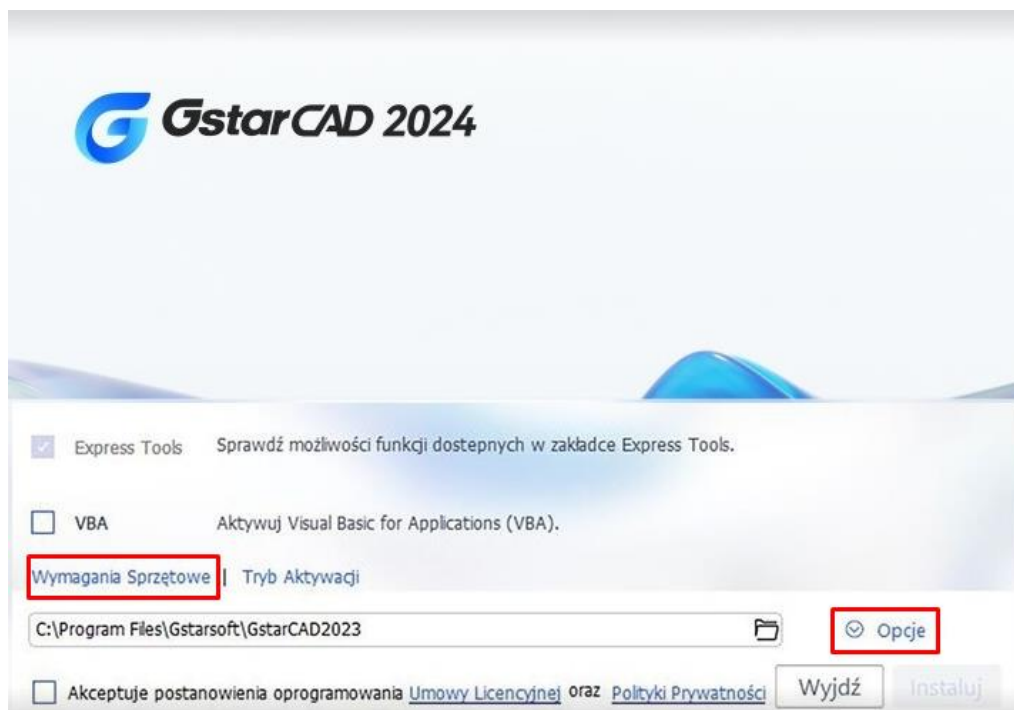 GstarCAD 2024
Express Tools Sprawdź możliwości funkcji dostepnych w zakładce Express Tools.
VBA Aktywuj Visual Basic for Applications (VBA).
Wymagania Sprzętowe | Tryb Aktywacji
C:\Program Files\Gstarsoft\GstarCAD2023 Opcje
Akceptuje postanowienia oprogramowania Umowy Licencyjnej oraz Polityki Prywatności Wyjdź Instaluj